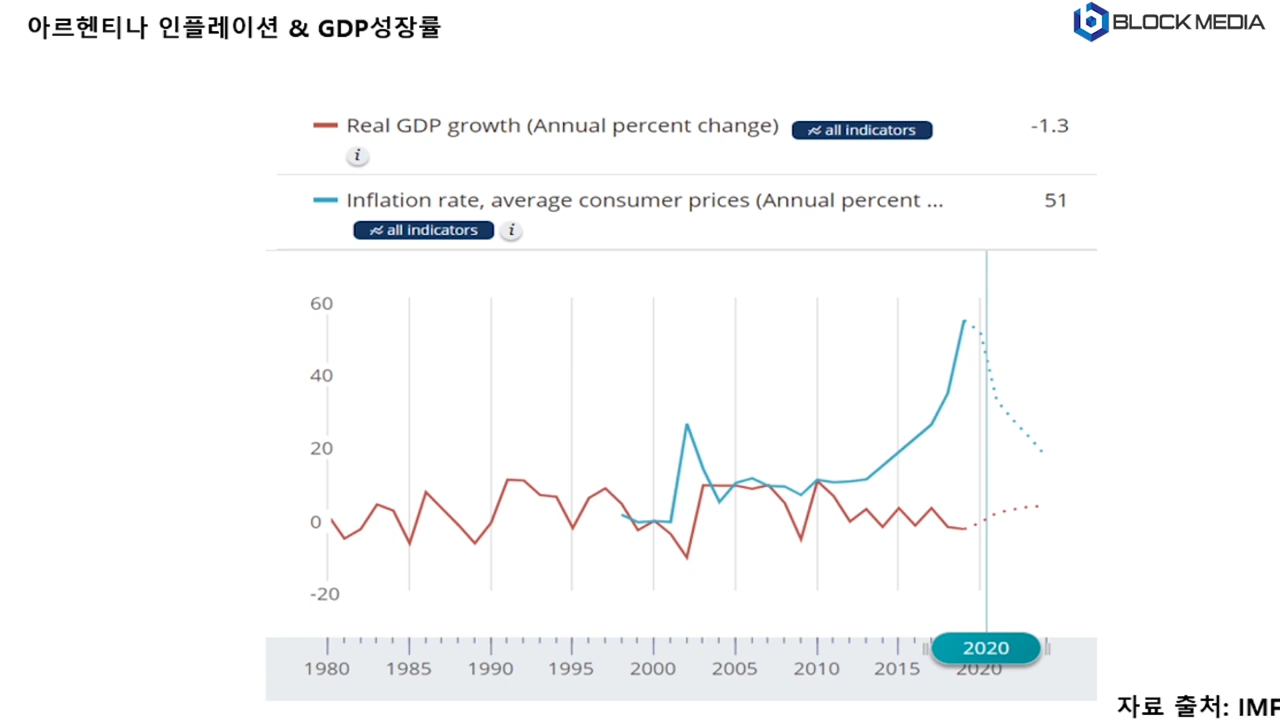 아르헨티나 인플레이션 & GDP성장률
BLOCK MEDIA
Real GDP growth (Annual percent change) all indicators -1.3
i
Inflation rate, average consumer prices (Annual percent ... 51
all indicators i
60
40
20
0
-20
2020
1980 1985 1990 1995 2000 2005 2010 2015 2020
자료 출처: IMF